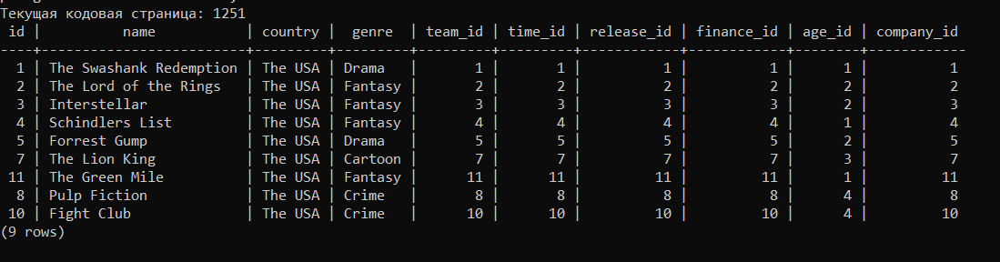 Текущая кодовая страница: 1251
 id |           name           | country |  genre  | team_id | time_id | release_id | finance_id | age_id | company_id
----+--------------------------+---------+---------+---------+---------+------------+------------+--------+------------
  1 | The Swashank Redemption | The USA | Drama   |       1 |       1 |          1 |          1 |      1 |          1
  2 | The Lord of the Rings   | The USA | Fantasy |       2 |       2 |          2 |          2 |      2 |          2
  3 | Interstellar            | The USA | Fantasy |       3 |       3 |          3 |          3 |      2 |          3
  4 | Schindlers List         | The USA | Fantasy |       4 |       4 |          4 |          4 |      1 |          4
  5 | Forrest Gump            | The USA | Drama   |       5 |       5 |          5 |          5 |      2 |          5
  7 | The Lion King           | The USA | Cartoon |       7 |       7 |          7 |          7 |      3 |          7
 11 | The Green Mile          | The USA | Fantasy |      11 |      11 |         11 |         11 |      1 |         11
  8 | Pulp Fiction            | The USA | Crime   |       8 |       8 |          8 |          8 |      4 |          8
 10 | Fight Club              | The USA | Crime   |      10 |      10 |         10 |         10 |      4 |         10
(9 rows)